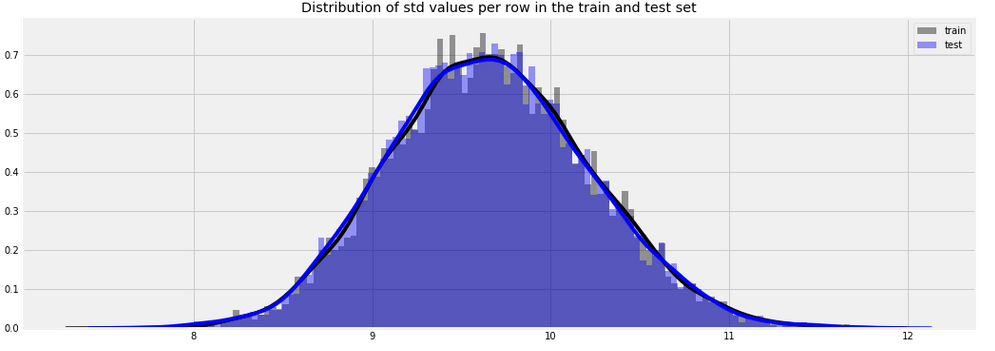 Distribution of std values per row in the train and test set
train
test
0.7
0.6
0.5
0.4
0.3
0.2
0.1
0.0
8 9 10 11 12